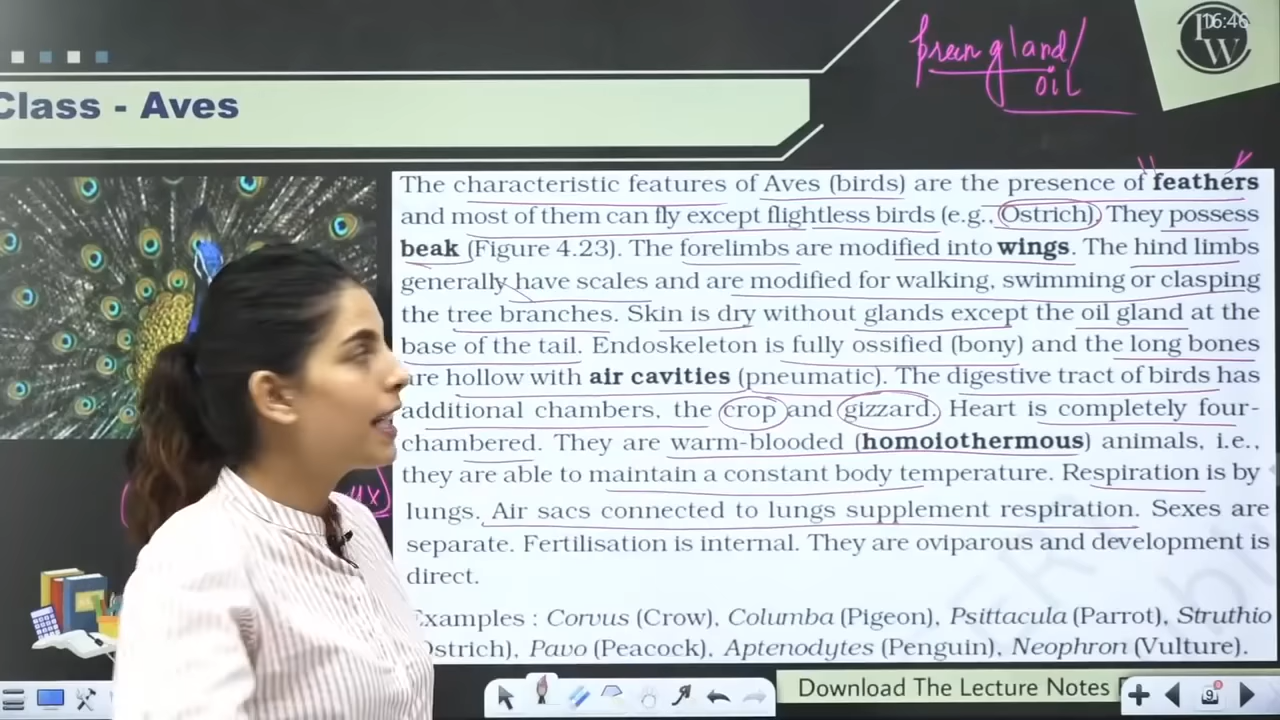 preen gland/
oil
16:46
PW
Class - Aves
The characteristic features of Aves (birds) are the presence of feathers
and most of them can fly except flightless birds (e.g., Ostrich). They possess
beak (Figure 4.23). The forelimbs are modified into wings. The hind limbs
generally have scales and are modified for walking, swimming or clasping
the tree branches. Skin is dry without glands except the oil gland at the
base of the tail. Endoskeleton is fully ossified (bony) and the long bones
are hollow with air cavities (pneumatic). The digestive tract of birds has
additional chambers, the crop and gizzard. Heart is completely four-
chambered. They are warm-blooded (homoiothermous) animals, i.e.,
they are able to maintain a constant body temperature. Respiration is by
lungs. Air sacs connected to lungs supplement respiration. Sexes are
separate. Fertilisation is internal. They are oviparous and development is
direct.
Examples : Corvus (Crow), Columba (Pigeon), Psittacula (Parrot), Struthio
Ostrich), Pavo (Peacock), Aptenodytes (Penguin), Neophron (Vulture).
Download The Lecture Notes
9